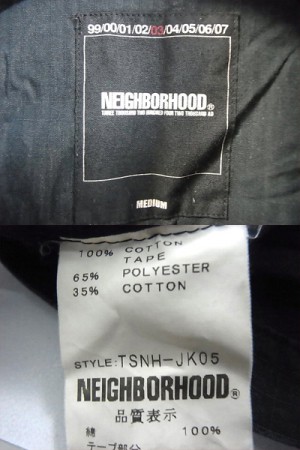 99/00/01/02/03/04/05/06/07
NEIGHBORHOOD®
MEDIUM
100% COTTON
TAPE
65% POLYESTER
35% COTTON
STYLE:TSNH-JK05
NEIGHBORHOOD®
品質表示
綿 100%
テープ部分